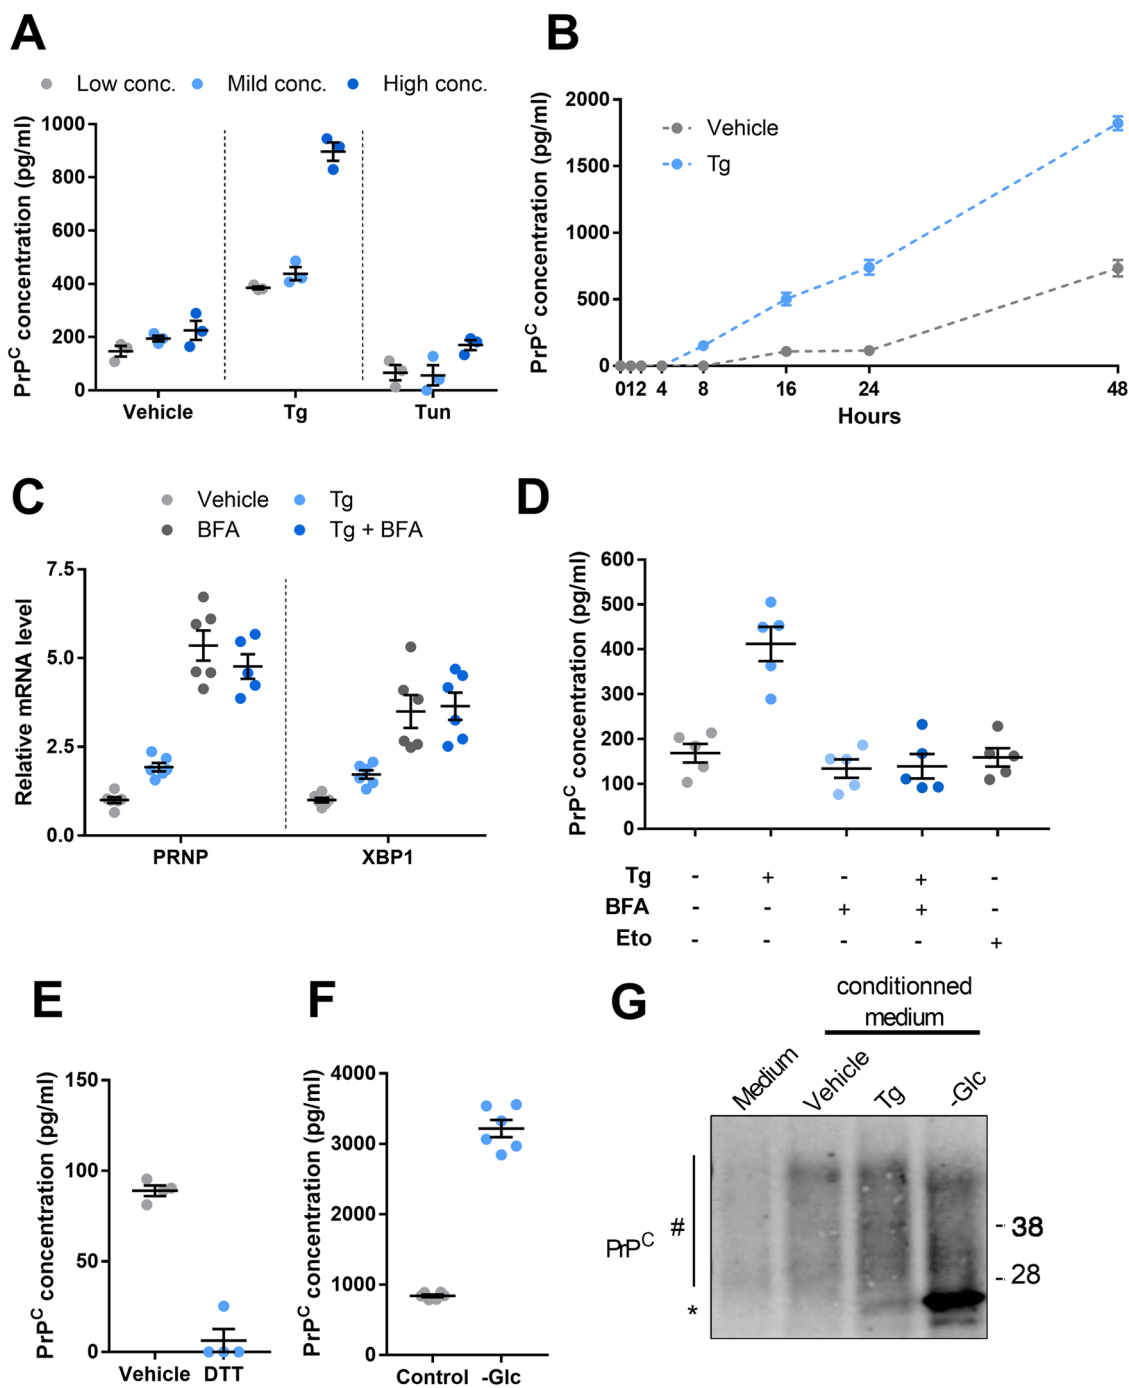 A
Low conc. Mild conc. High conc.
PrPC concentration (pg/ml)
1000
800
600
400
200
0
Vehicle Tg Tun
B
PrPC concentration (pg/ml)
2000
1500
1000
500
0
Vehicle
Tg
0 1 2 4 8 16 24 48
Hours
C
Vehicle Tg
BFA Tg + BFA
Relative mRNA level
7.5
5.0
2.5
0.0
PRNP XBP1
D
PrPC concentration (pg/ml)
600
500
400
300
200
100
0
Tg - + - + -
BFA - - + + -
Eto - - - - +
E
PrPC concentration (pg/ml)
150
100
50
0
Vehicle DTT
F
PrPC concentration (pg/ml)
4000
3000
2000
1000
0
Control -Glc
G
conditionned
medium
Medium Vehicle Tg -Glc
PrPC
#
*
- 38
- 28